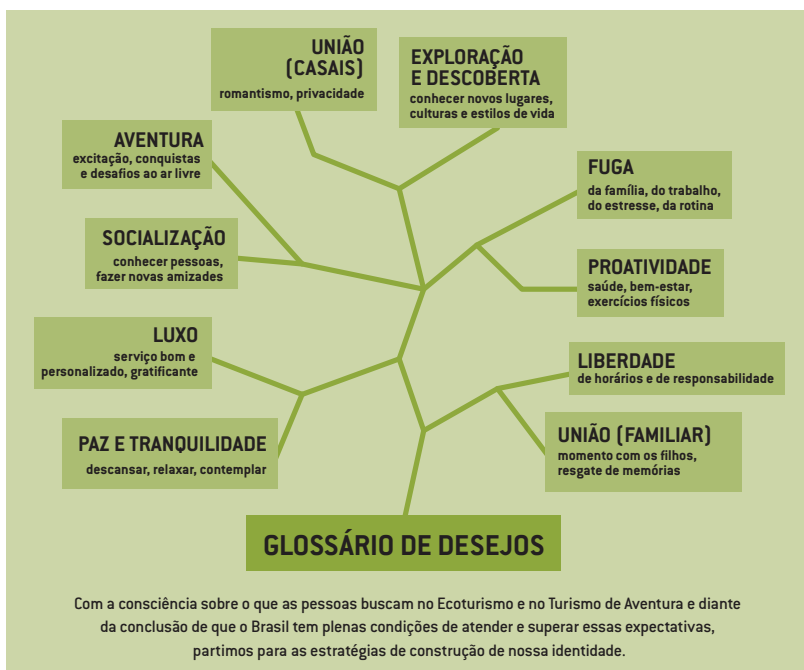 UNIÃO
(CASAIS)
romantismo, privacidade
EXPLORAÇÃO
E DESCOBERTA
conhecer novos lugares,
culturas e estilos de vida
AVENTURA
excitação, conquistas
e desafios ao ar livre
FUGA
da família, do trabalho,
do estresse, da rotina
SOCIALIZAÇÃO
conhecer pessoas,
fazer novas amizades
PROATIVIDADE
saúde, bem-estar,
exercícios físicos
LUXO
serviço bom e
personalizado, gratificante
LIBERDADE
de horários e de responsabilidade
PAZ E TRANQUILIDADE
descansar, relaxar, contemplar
UNIÃO (FAMILIAR)
momento com os filhos,
resgate de memórias
GLOSSÁRIO DE DESEJOS
Com a consciência sobre o que as pessoas buscam no Ecoturismo e no Turismo de Aventura e diante
da conclusão de que o Brasil tem plenas condições de atender e superar essas expectativas,
partimos para as estratégias de construção de nossa identidade.